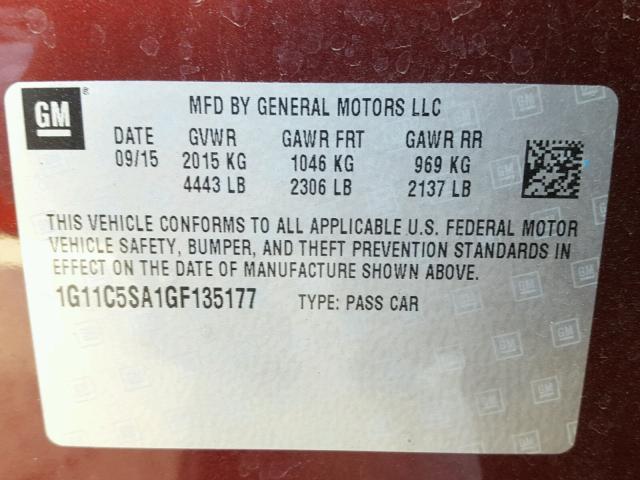 GM
MFD BY GENERAL MOTORS LLC
DATE GVWR GAWR FRT GAWR RR
09/15 2015 KG 1046 KG 969 KG
4443 LB 2306 LB 2137 LB
THIS VEHICLE CONFORMS TO ALL APPLICABLE U.S. FEDERAL MOTOR
VEHICLE SAFETY, BUMPER, AND THEFT PREVENTION STANDARDS IN
EFFECT ON THE DATE OF MANUFACTURE SHOWN ABOVE.
1G11C5SA1GF135177 TYPE: PASS CAR